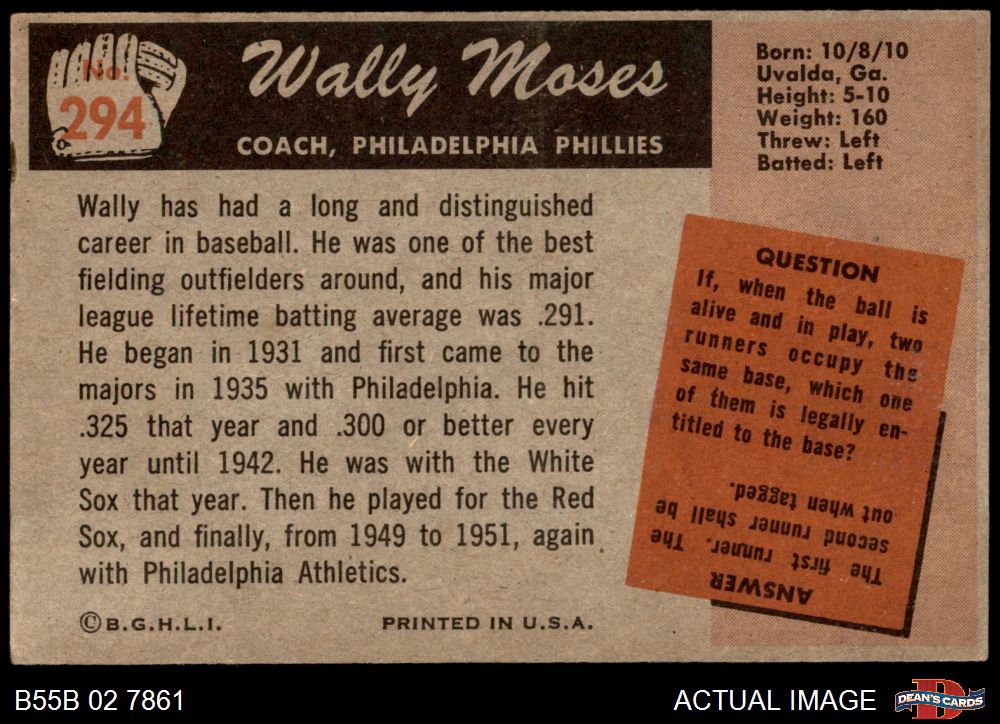 No.
294
Wally Moses
COACH, PHILADELPHIA PHILLIES
Born: 10/8/10
Uvalda, Ga.
Height: 5-10
Weight: 160
Threw: Left
Batted: Left
Wally has had a long and distinguished
career in baseball. He was one of the best
fielding outfielders around, and his major
league lifetime batting average was .291.
He began in 1931 and first came to the
majors in 1935 with Philadelphia. He hit
.325 that year and .300 or better every
year until 1942. He was with the White
Sox that year. Then he played for the Red
Sox, and finally, from 1949 to 1951, again
with Philadelphia Athletics.
QUESTION
If, when the ball is
alive and in play, two
runners occupy the
same base, which one
of them is legally en-
titled to the base?
ANSWER
The first runner. The
second runner shall be
out when tagged.
© B.G.H.L.I.
PRINTED IN U.S.A.
B55B 02 7861
ACTUAL IMAGE
D
DEAN'S CARDS